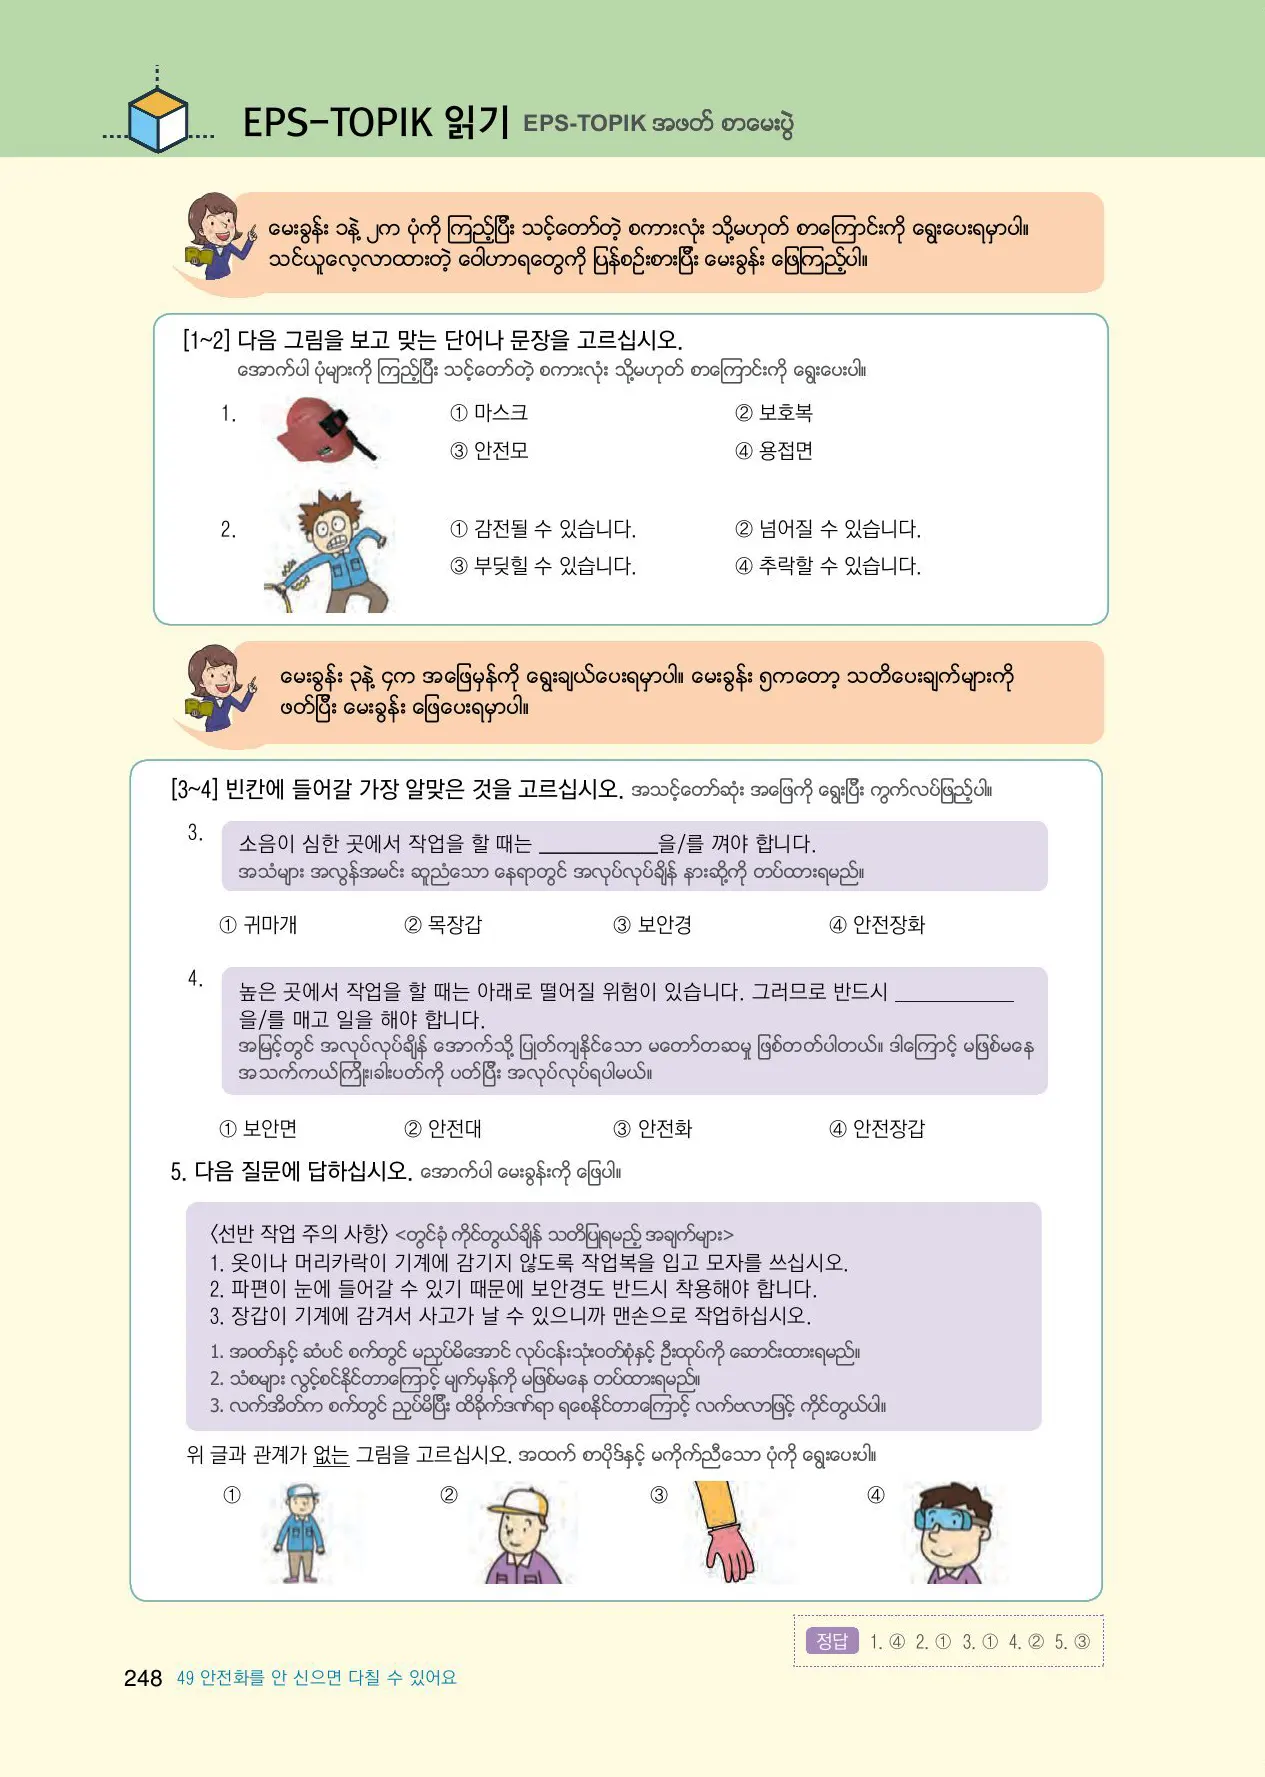 EPS-TOPIK 읽기 EPS-TOPIK အဖတ် စာမေးပွဲ
မေးခွန်း ၁နဲ့ ၂က ပုံကို ကြည့်ပြီး သင့်တော်တဲ့ စကားလုံး သို့မဟုတ် စာကြောင်းကို ရွေးပေးရမှာပါ။
သင်ယူလေ့လာထားတဲ့ ဝေါဟာရတွေကို ပြန်စဉ်းစားပြီး မေးခွန်း ဖြေကြည့်ပါ။
[1~2] 다음 그림을 보고 맞는 단어나 문장을 고르십시오.
အောက်ပါ ပုံများကို ကြည့်ပြီး သင့်တော်တဲ့ စကားလုံး သို့မဟုတ် စာကြောင်းကို ရွေးပေးပါ။
1. ① 마스크 ② 보호복
③ 안전모 ④ 용접면
2. ① 감전될 수 있습니다. ② 넘어질 수 있습니다.
③ 부딪힐 수 있습니다. ④ 추락할 수 있습니다.
မေးခွန်း ၃နဲ့ ၄က အဖြေမှန်ကို ရွေးချယ်ပေးရမှာပါ။ မေးခွန်း ၅ကတော့ သတိပေးချက်များကို
ဖတ်ပြီး မေးခွန်း ဖြေပေးရမှာပါ။
[3~4] 빈칸에 들어갈 가장 알맞은 것을 고르십시오. အသင့်တော်ဆုံး အဖြေကို ရွေးပြီး ကွက်လပ်ဖြည့်ပါ။
3. 소음이 심한 곳에서 작업을 할 때는 ___________을/를 껴야 합니다.
အသံများ အလွန်အမင်း ဆူညံသော နေရာတွင် အလုပ်လုပ်ချိန် နားဆို့ကို တပ်ထားရမည်။
① 귀마개 ② 목장갑 ③ 보안경 ④ 안전장화
4. 높은 곳에서 작업을 할 때는 아래로 떨어질 위험이 있습니다. 그러므로 반드시 ___________
을/를 매고 일을 해야 합니다.
အမြင့်တွင် အလုပ်လုပ်ချိန် အောက်သို့ ပြုတ်ကျနိုင်သော မတော်တဆမှု ဖြစ်တတ်ပါတယ်။ ဒါကြောင့် မဖြစ်မနေ
အသက်ကယ်ကြိုး၊ခါးပတ်ကို ပတ်ပြီး အလုပ်လုပ်ရပါမယ်။
① 보안면 ② 안전대 ③ 안전화 ④ 안전장갑
5. 다음 질문에 답하십시오. အောက်ပါ မေးခွန်းကို ဖြေပါ။
〈선반 작업 주의 사항〉 <တွင်ခုံ ကိုင်တွယ်ချိန် သတိပြုရမည့် အချက်များ>
1. 옷이나 머리카락이 기계에 감기지 않도록 작업복을 입고 모자를 쓰십시오.
2. 파편이 눈에 들어갈 수 있기 때문에 보안경도 반드시 착용해야 합니다.
3. 장갑이 기계에 감겨서 사고가 날 수 있으니까 맨손으로 작업하십시오.
1. အဝတ်နှင့် ဆံပင် စက်တွင် မညှပ်မိအောင် လုပ်ငန်းသုံးဝတ်စုံနှင့် ဦးထုပ်ကို ဆောင်းထားရမည်။
2. သံစများ လွင့်စင်နိုင်တာကြောင့် မျက်မှန်ကို မဖြစ်မနေ တပ်ထားရမည်။
3. လက်အိတ်က စက်တွင် ညှပ်မိပြီး ထိခိုက်ဒဏ်ရာ ရစေနိုင်တာကြောင့် လက်ဗလာဖြင့် ကိုင်တွယ်ပါ။
위 글과 관계가 없는 그림을 고르십시오. အထက် စာပိုဒ်နှင့် မကိုက်ညီသော ပုံကို ရွေးပေးပါ။
① ② ③ ④
정답 1. ④ 2. ① 3. ① 4. ② 5. ③
248 49 안전화를 안 신으면 다칠 수 있어요